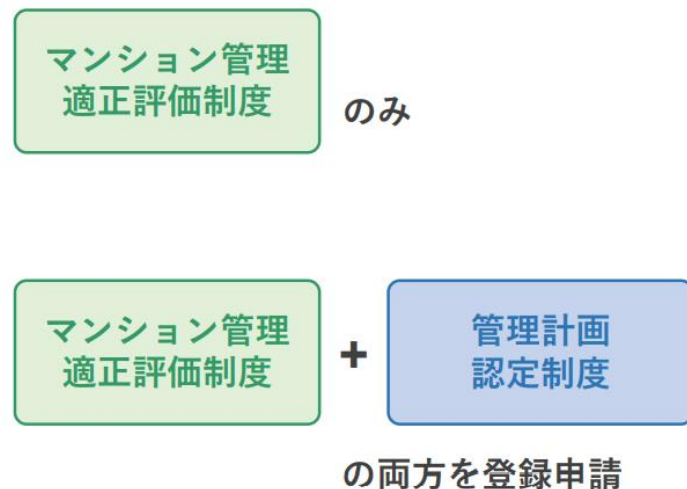 マンション管理
適正評価制度
のみ
マンション管理
適正評価制度
+
管理計画
認定制度
の両方を登録申請